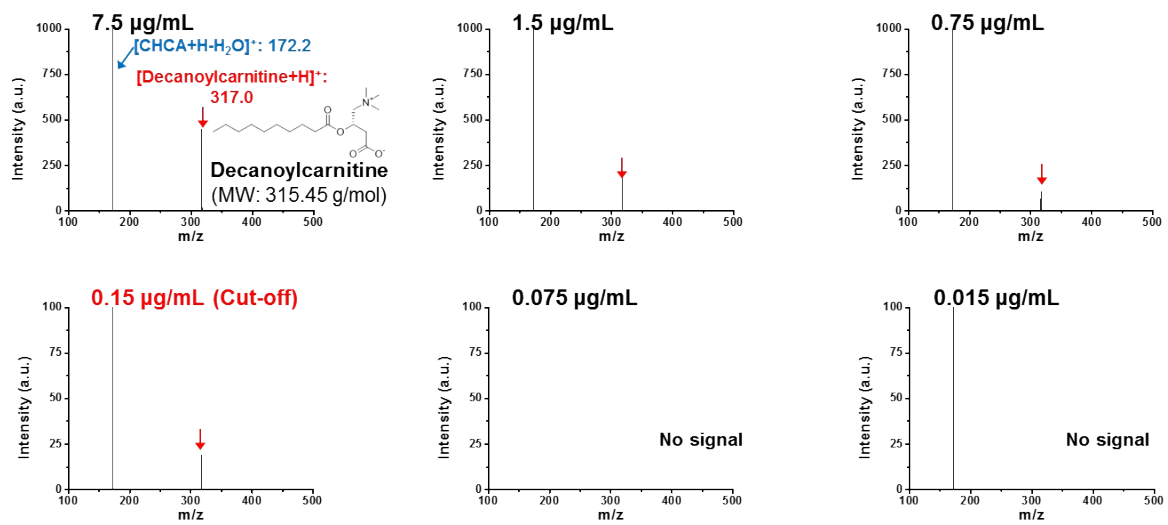 7.5 µg/mL
[CHCA+H-H₂O]⁺: 172.2
[Decanoylcarnitine+H]⁺:
317.0
1000
750
500
250
0
Intensity (a.u.)
100 200 300 400 500
m/z
O
O
N⁺
O
O⁻
Decanoylcarnitine
(MW: 315.45 g/mol)
1.5 µg/mL
1000
750
500
250
0
Intensity (a.u.)
100 200 300 400 500
m/z
0.75 µg/mL
1000
750
500
250
0
Intensity (a.u.)
100 200 300 400 500
m/z
0.15 µg/mL (Cut-off)
100
75
50
25
0
Intensity (a.u.)
100 200 300 400 500
m/z
0.075 µg/mL
100
75
50
25
0
Intensity (a.u.)
No signal
100 200 300 400 500
m/z
0.015 µg/mL
100
75
50
25
0
Intensity (a.u.)
No signal
100 200 300 400 500
m/z